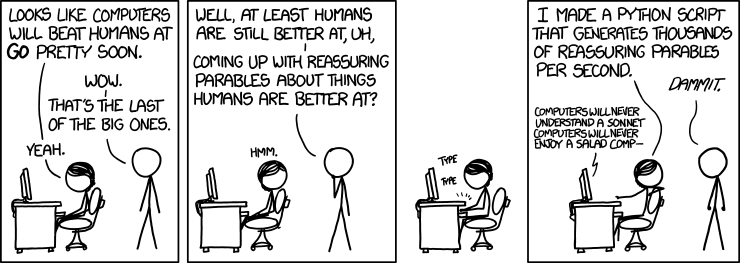 LOOKS LIKE COMPUTERS
WILL BEAT HUMANS AT
GO PRETTY SOON.
WOW.
THAT'S THE LAST
OF THE BIG ONES.
YEAH.
WELL, AT LEAST HUMANS
ARE STILL BETTER AT, UH,
COMING UP WITH REASSURING
PARABLES ABOUT THINGS
HUMANS ARE BETTER AT?
HMM.
TYPE
TYPE
I MADE A PYTHON SCRIPT
THAT GENERATES THOUSANDS
OF REASSURING PARABLES
PER SECOND.
DAMMIT.
COMPUTERS WILL NEVER
UNDERSTAND A SONNET
COMPUTERS WILL NEVER
ENJOY A SALAD COMP—